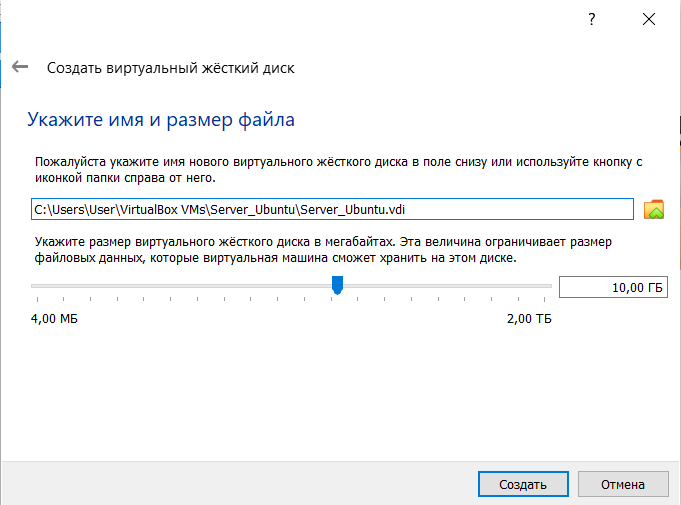 ?
Создать виртуальный жёсткий диск
Укажите имя и размер файла
Пожалуйста укажите имя нового виртуального жёсткого диска в поле снизу или используйте кнопку с
иконкой папки справа от него.
C:\Users\User\VirtualBox VMs\Server_Ubuntu\Server_Ubuntu.vdi
Укажите размер виртуального жёсткого диска в мегабайтах. Эта величина ограничивает размер
файловых данных, которые виртуальная машина сможет хранить на этом диске.
10,00 ГБ
4,00 МБ 2,00 ТБ
Создать Отмена